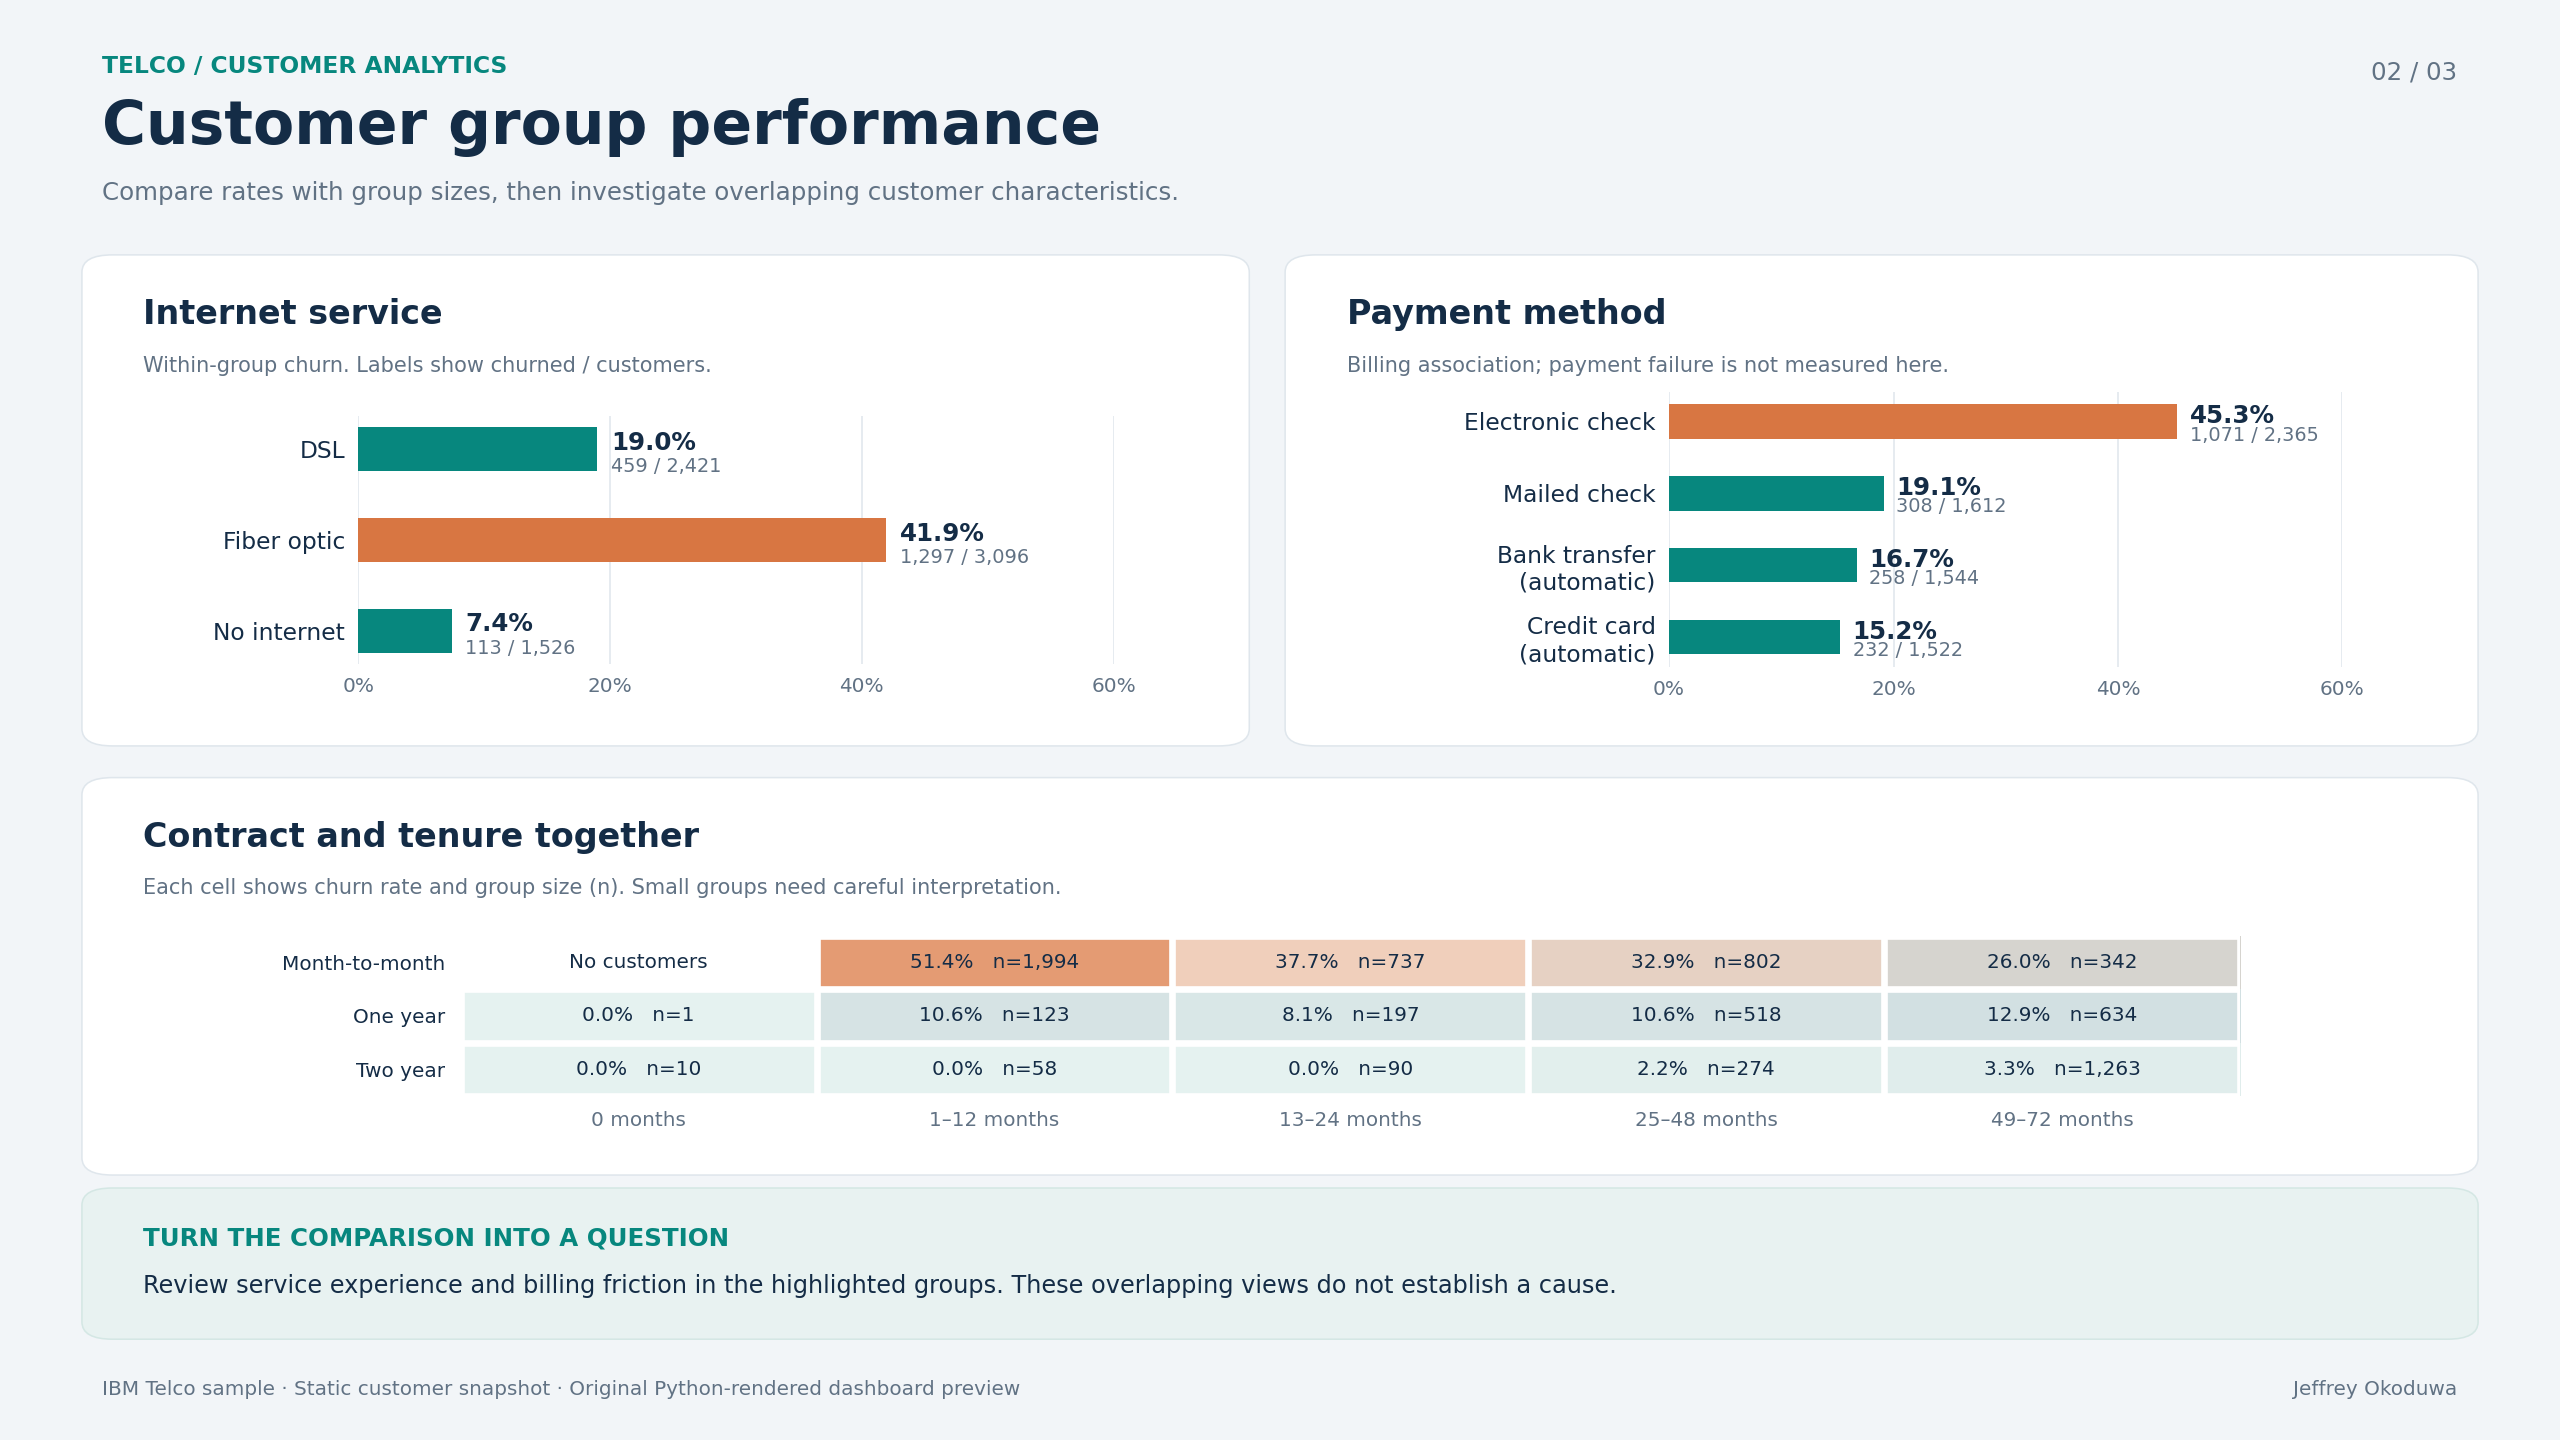 TELCO / CUSTOMER ANALYTICS
02 / 03
Customer group performance
Compare rates with group sizes, then investigate overlapping customer characteristics.
Internet service
Within-group churn. Labels show churned / customers.
DSL
19.0%
459 / 2,421
Fiber optic
41.9%
1,297 / 3,096
No internet
7.4%
113 / 1,526
0% 20% 40% 60%
Payment method
Billing association; payment failure is not measured here.
Electronic check
45.3%
1,071 / 2,365
Mailed check
19.1%
308 / 1,612
Bank transfer
(automatic)
16.7%
258 / 1,544
Credit card
(automatic)
15.2%
232 / 1,522
0% 20% 40% 60%
Contract and tenure together
Each cell shows churn rate and group size (n). Small groups need careful interpretation.
Month-to-month No customers 51.4% n=1,994 37.7% n=737 32.9% n=802 26.0% n=342
One year 0.0% n=1 10.6% n=123 8.1% n=197 10.6% n=518 12.9% n=634
Two year 0.0% n=10 0.0% n=58 0.0% n=90 2.2% n=274 3.3% n=1,263
0 months 1–12 months 13–24 months 25–48 months 49–72 months
TURN THE COMPARISON INTO A QUESTION
Review service experience and billing friction in the highlighted groups. These overlapping views do not establish a cause.
IBM Telco sample · Static customer snapshot · Original Python-rendered dashboard preview
Jeffrey Okoduwa